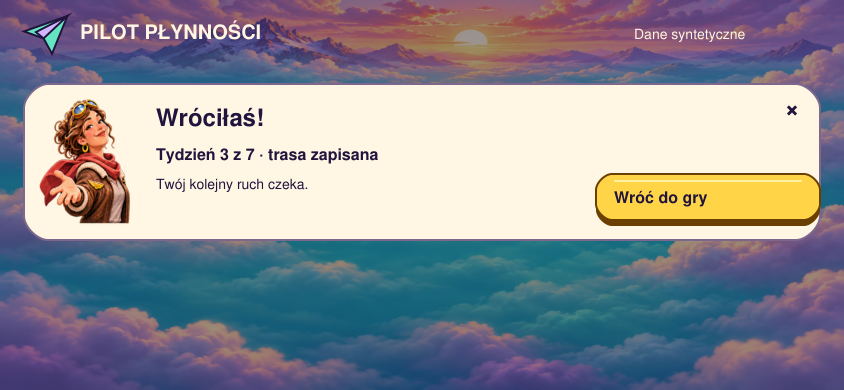 PILOT PŁYNNOŚCI
Dane syntetyczne
Wróciłaś!
Tydzień 3 z 7 · trasa zapisana
Twój kolejny ruch czeka.
Wróć do gry